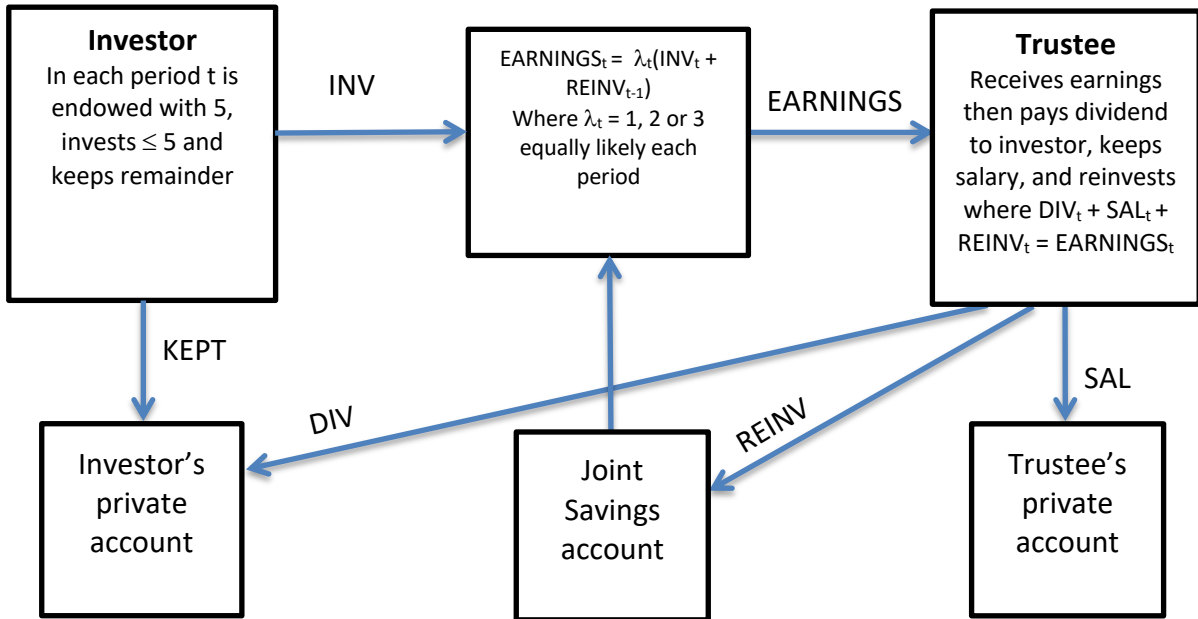 Investor
In each period t is
endowed with 5,
invests ≤ 5 and
keeps remainder
INV
EARNINGSₜ = λₜ(INVₜ +
REINVₜ₋₁)
Where λₜ = 1, 2 or 3
equally likely each
period
EARNINGS
Trustee
Receives earnings
then pays dividend
to investor, keeps
salary, and reinvests
where DIVₜ + SALₜ +
REINVₜ = EARNINGSₜ
KEPT
DIV
REINV
SAL
Investor’s
private
account
Joint
Savings
account
Trustee’s
private
account